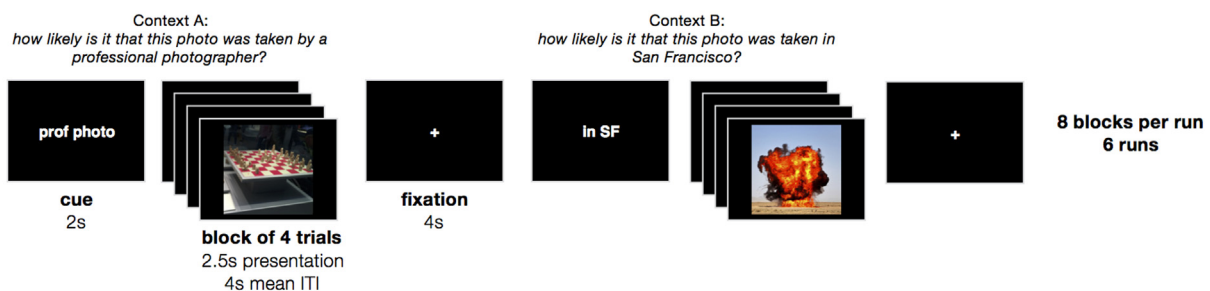 Context A:
how likely is it that this photo was taken by a
professional photographer?
Context B:
how likely is it that this photo was taken in
San Francisco?
prof photo
+
in SF
+
8 blocks per run
6 runs
cue
2s
block of 4 trials
2.5s presentation
4s mean ITI
fixation
4s